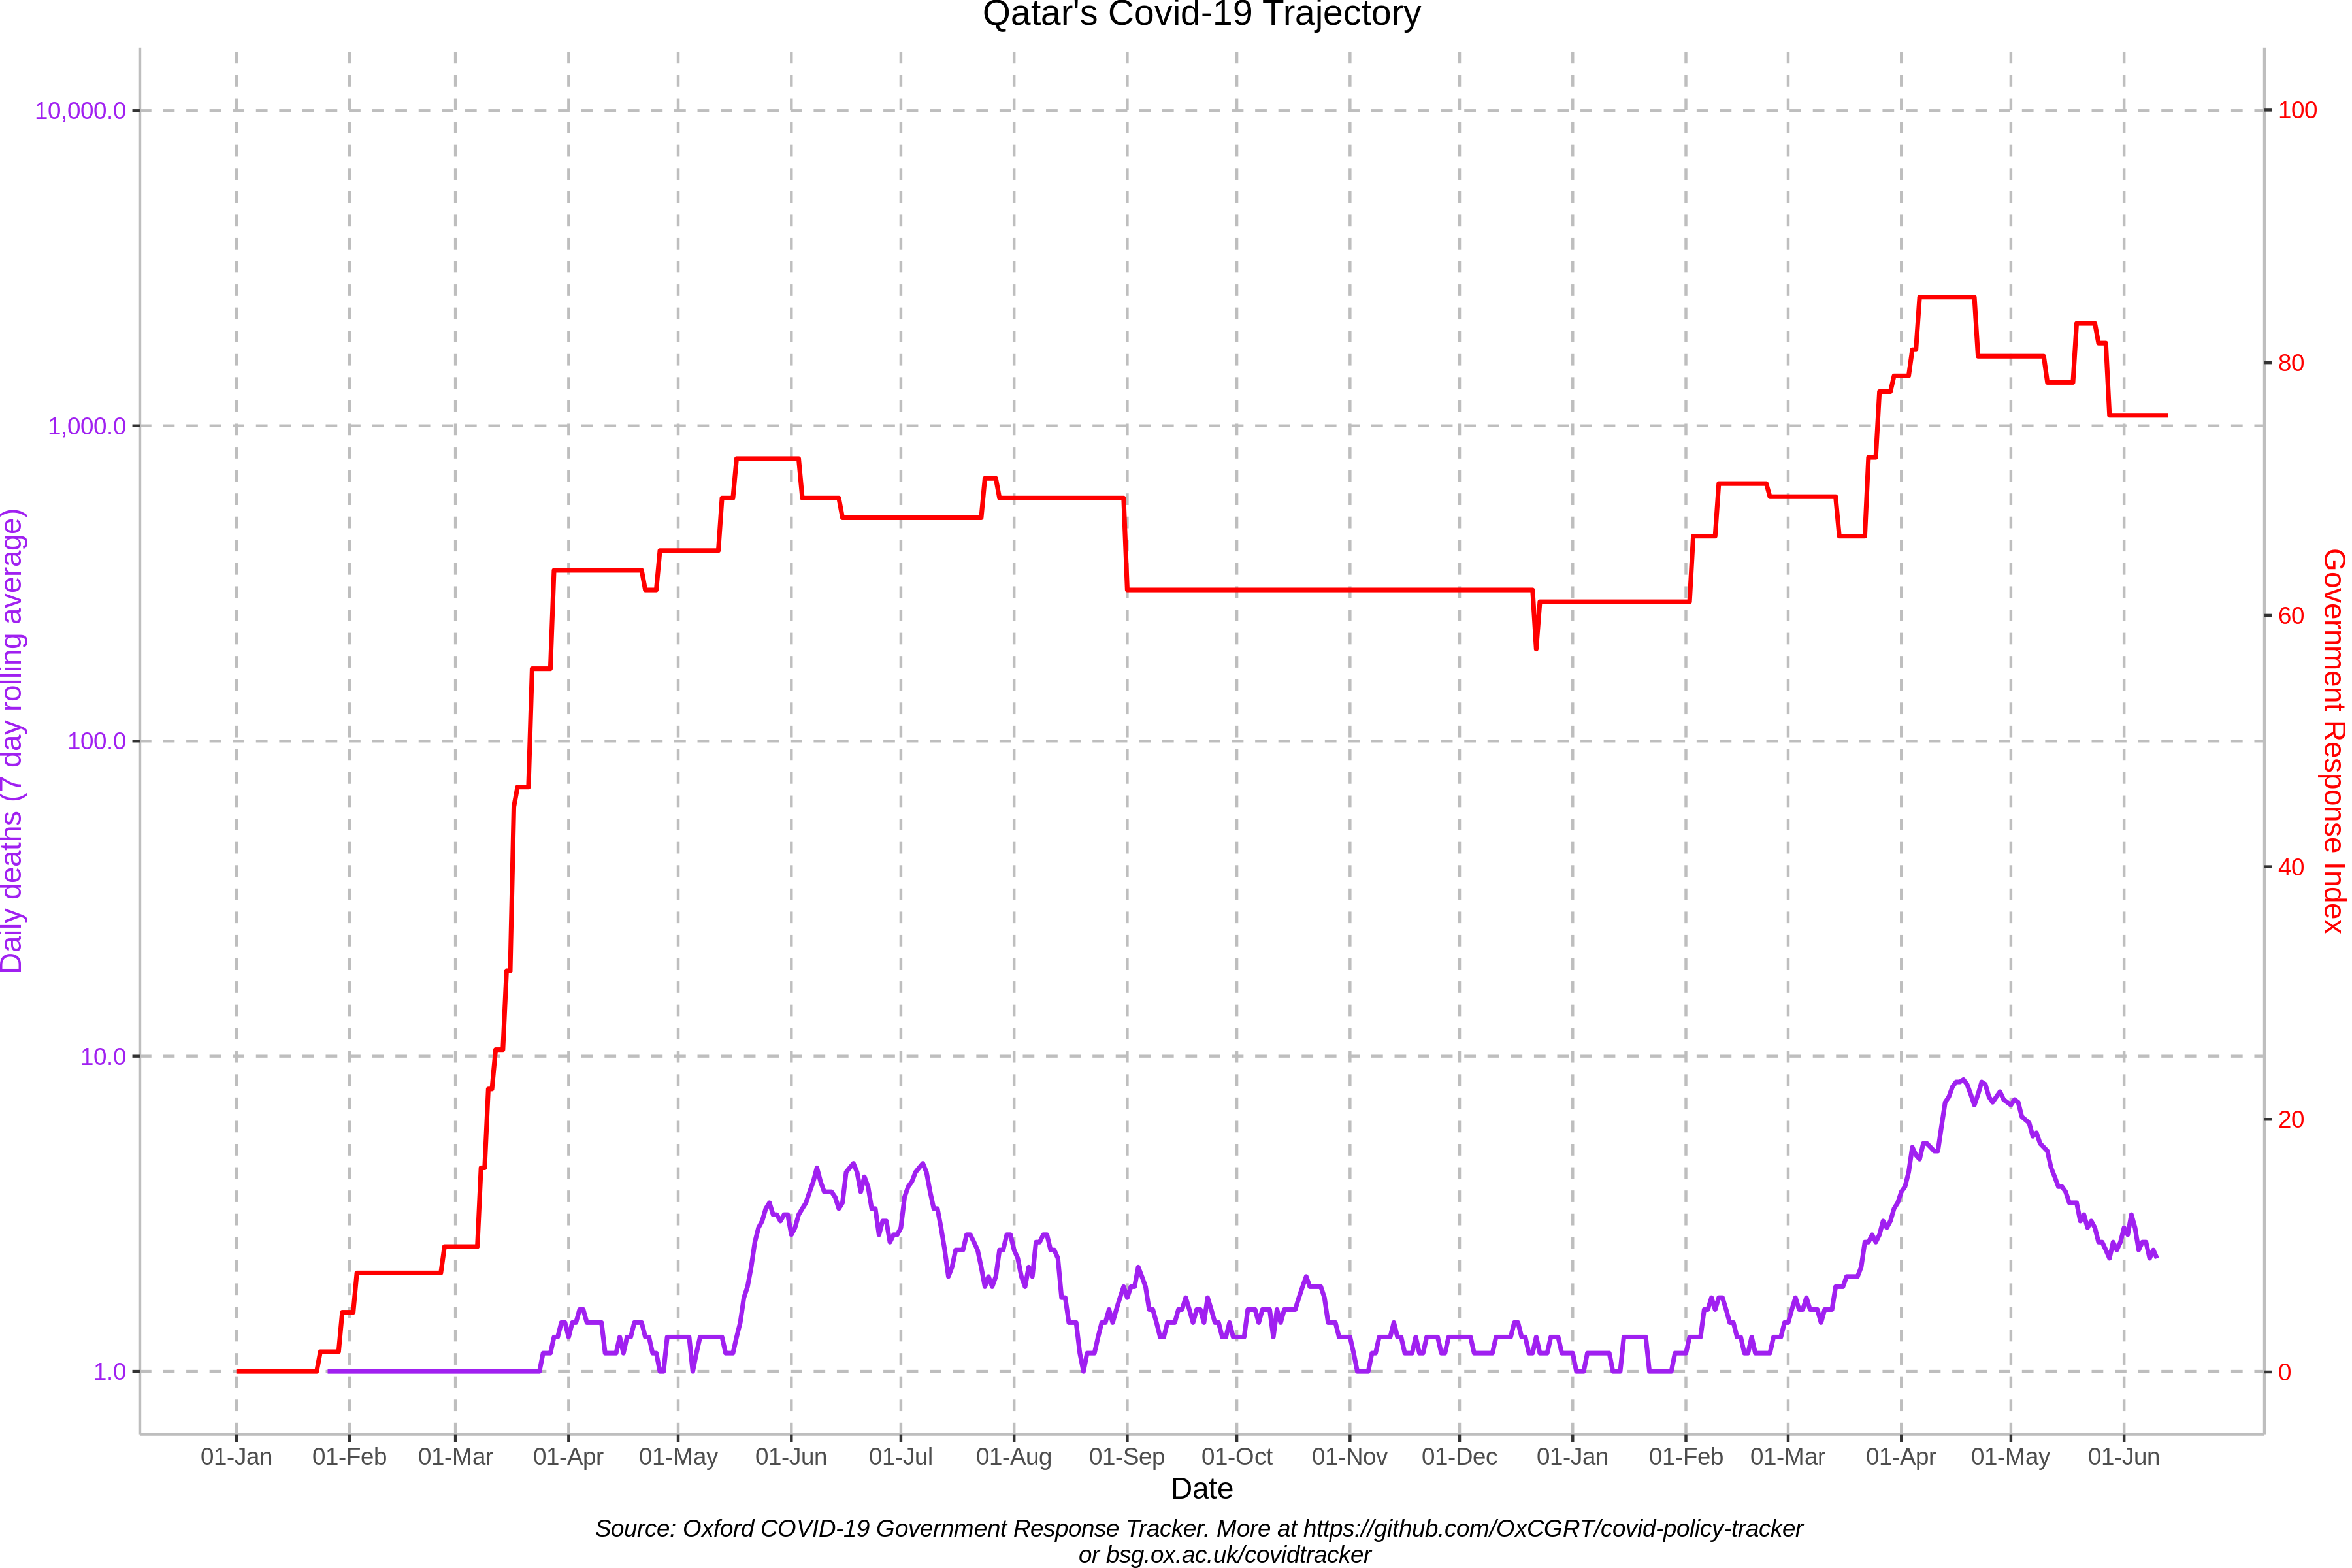 Qatar's Covid-19 Trajectory
10,000.0
1,000.0
100.0
10.0
1.0
Daily deaths (7 day rolling average)
100
80
60
40
20
0
Government Response Index
01-Jan 01-Feb 01-Mar 01-Apr 01-May 01-Jun 01-Jul 01-Aug 01-Sep 01-Oct 01-Nov 01-Dec 01-Jan 01-Feb 01-Mar 01-Apr 01-May 01-Jun
Date
Source: Oxford COVID-19 Government Response Tracker. More at https://github.com/OxCGRT/covid-policy-tracker
or bsg.ox.ac.uk/covidtracker